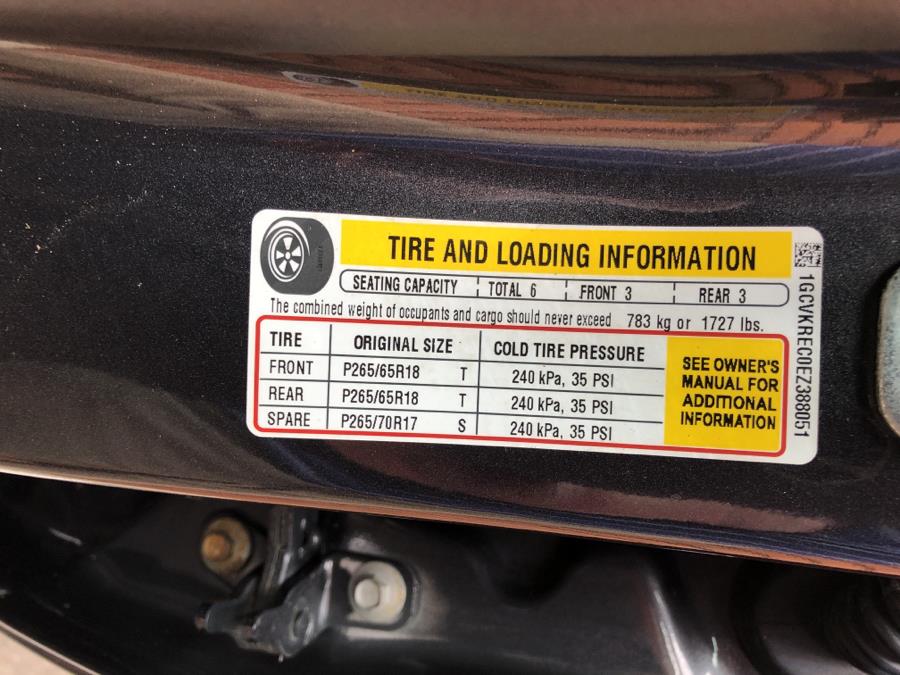 TIRE AND LOADING INFORMATION
SEATING CAPACITY TOTAL 6 FRONT 3 REAR 3
The combined weight of occupants and cargo should never exceed 783 kg or 1727 lbs.
TIRE ORIGINAL SIZE COLD TIRE PRESSURE
FRONT P265/65R18 T 240 kPa, 35 PSI
REAR P265/65R18 T 240 kPa, 35 PSI
SPARE P265/70R17 S 240 kPa, 35 PSI
SEE OWNER'S
MANUAL FOR
ADDITIONAL
INFORMATION
1GCVKREC0EZ388051